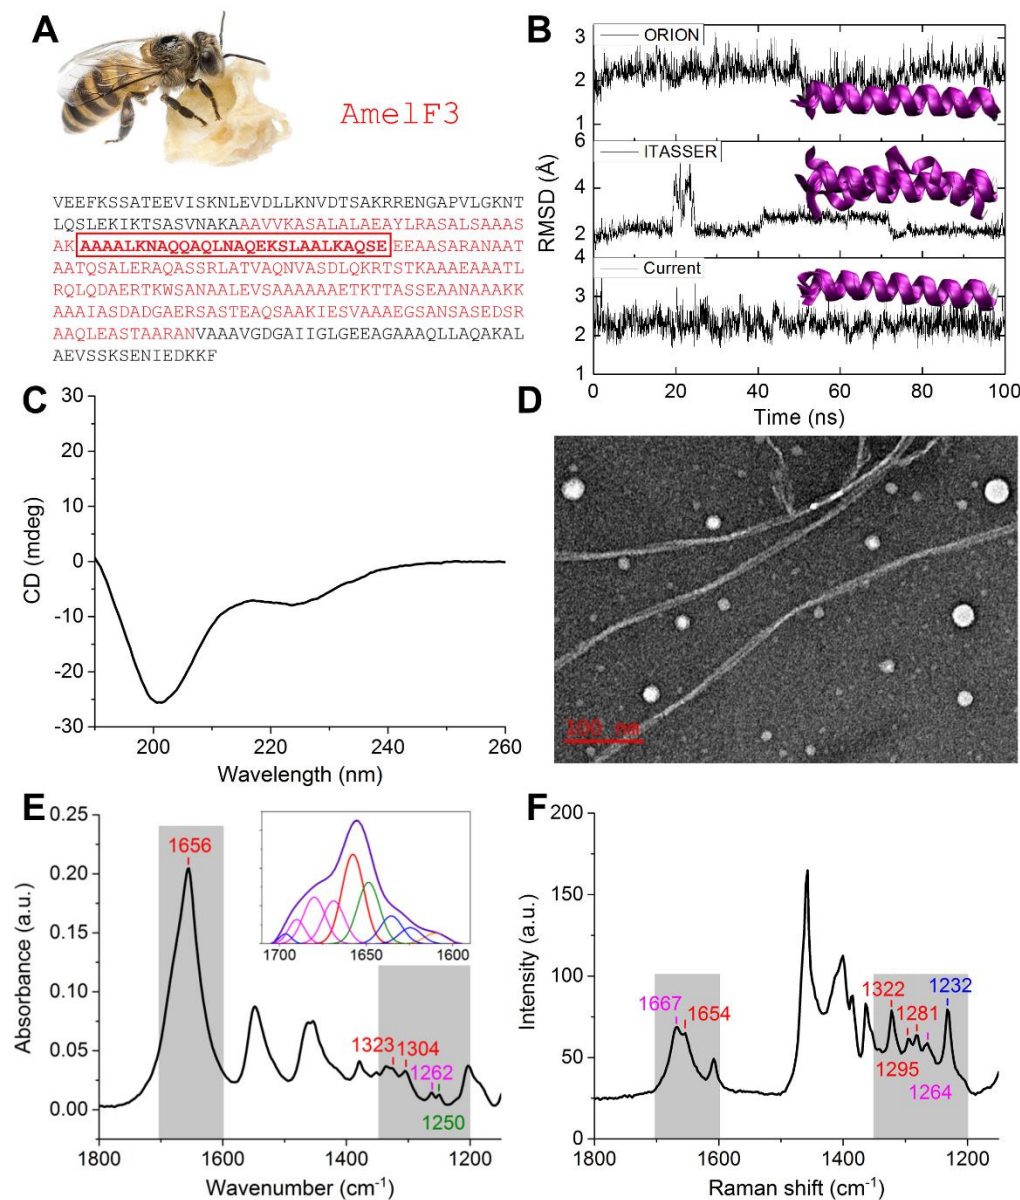 A
AmelF3
VEEFKSSATEEVISKNLEVDLLKNVDTSAKRRENGAPVLGKNT
LQSLEKIKTSASVNAKAAAVVKASALALAEAYLRASALSAAAS
AKAAAALKNAQQAQLNAQEKSLAALKAQSEEEAASARANAAT
AATQSALERAQASSRLATVAQNVASDLQKRTSTKAAAEAAATL
RQLQDAERTKWSANAALEVSAAAAAAETKTTASSEAANAAAKK
AAAIASDADGAERSASTEAQSAAKIESVAAAEGSANSASEDSR
AAQLEASTAARANVAAAVGDGAIIGLGEEAGAAAQLLAQAKAL
AEVSSKSENIEDKKF
B
ORION
3
2
1
6
ITASSER
4
2
4
Current
3
2
1
0 20 40 60 80 100
RMSD (Å)
Time (ns)
C
30
20
10
0
-10
-20
-30
200 220 240 260
CD (mdeg)
Wavelength (nm)
D
100 nm
E
0.25
0.20
0.15
0.10
0.05
0.00
1656
1323
1304
1262
1250
1700 1650 1600
1800 1600 1400 1200
Absorbance (a.u.)
Wavenumber (cm-1)
F
200
150
100
50
0
1667
1654
1322
1281
1232
1295
1264
1800 1600 1400 1200
Intensity (a.u.)
Raman shift (cm-1)